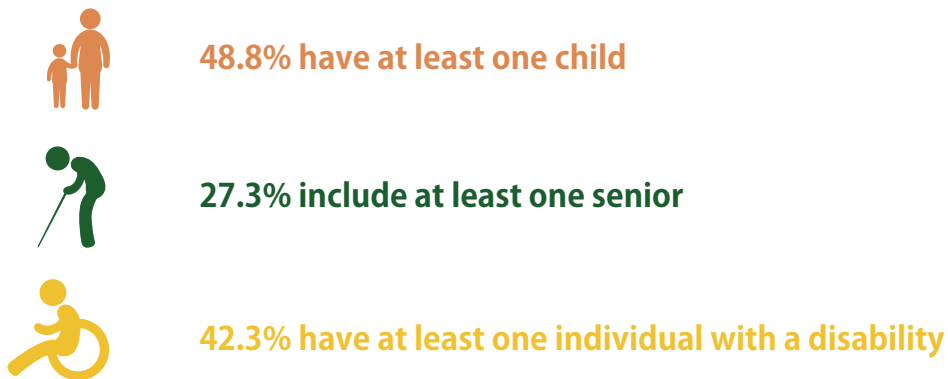 48.8% have at least one child
27.3% include at least one senior
42.3% have at least one individual with a disability